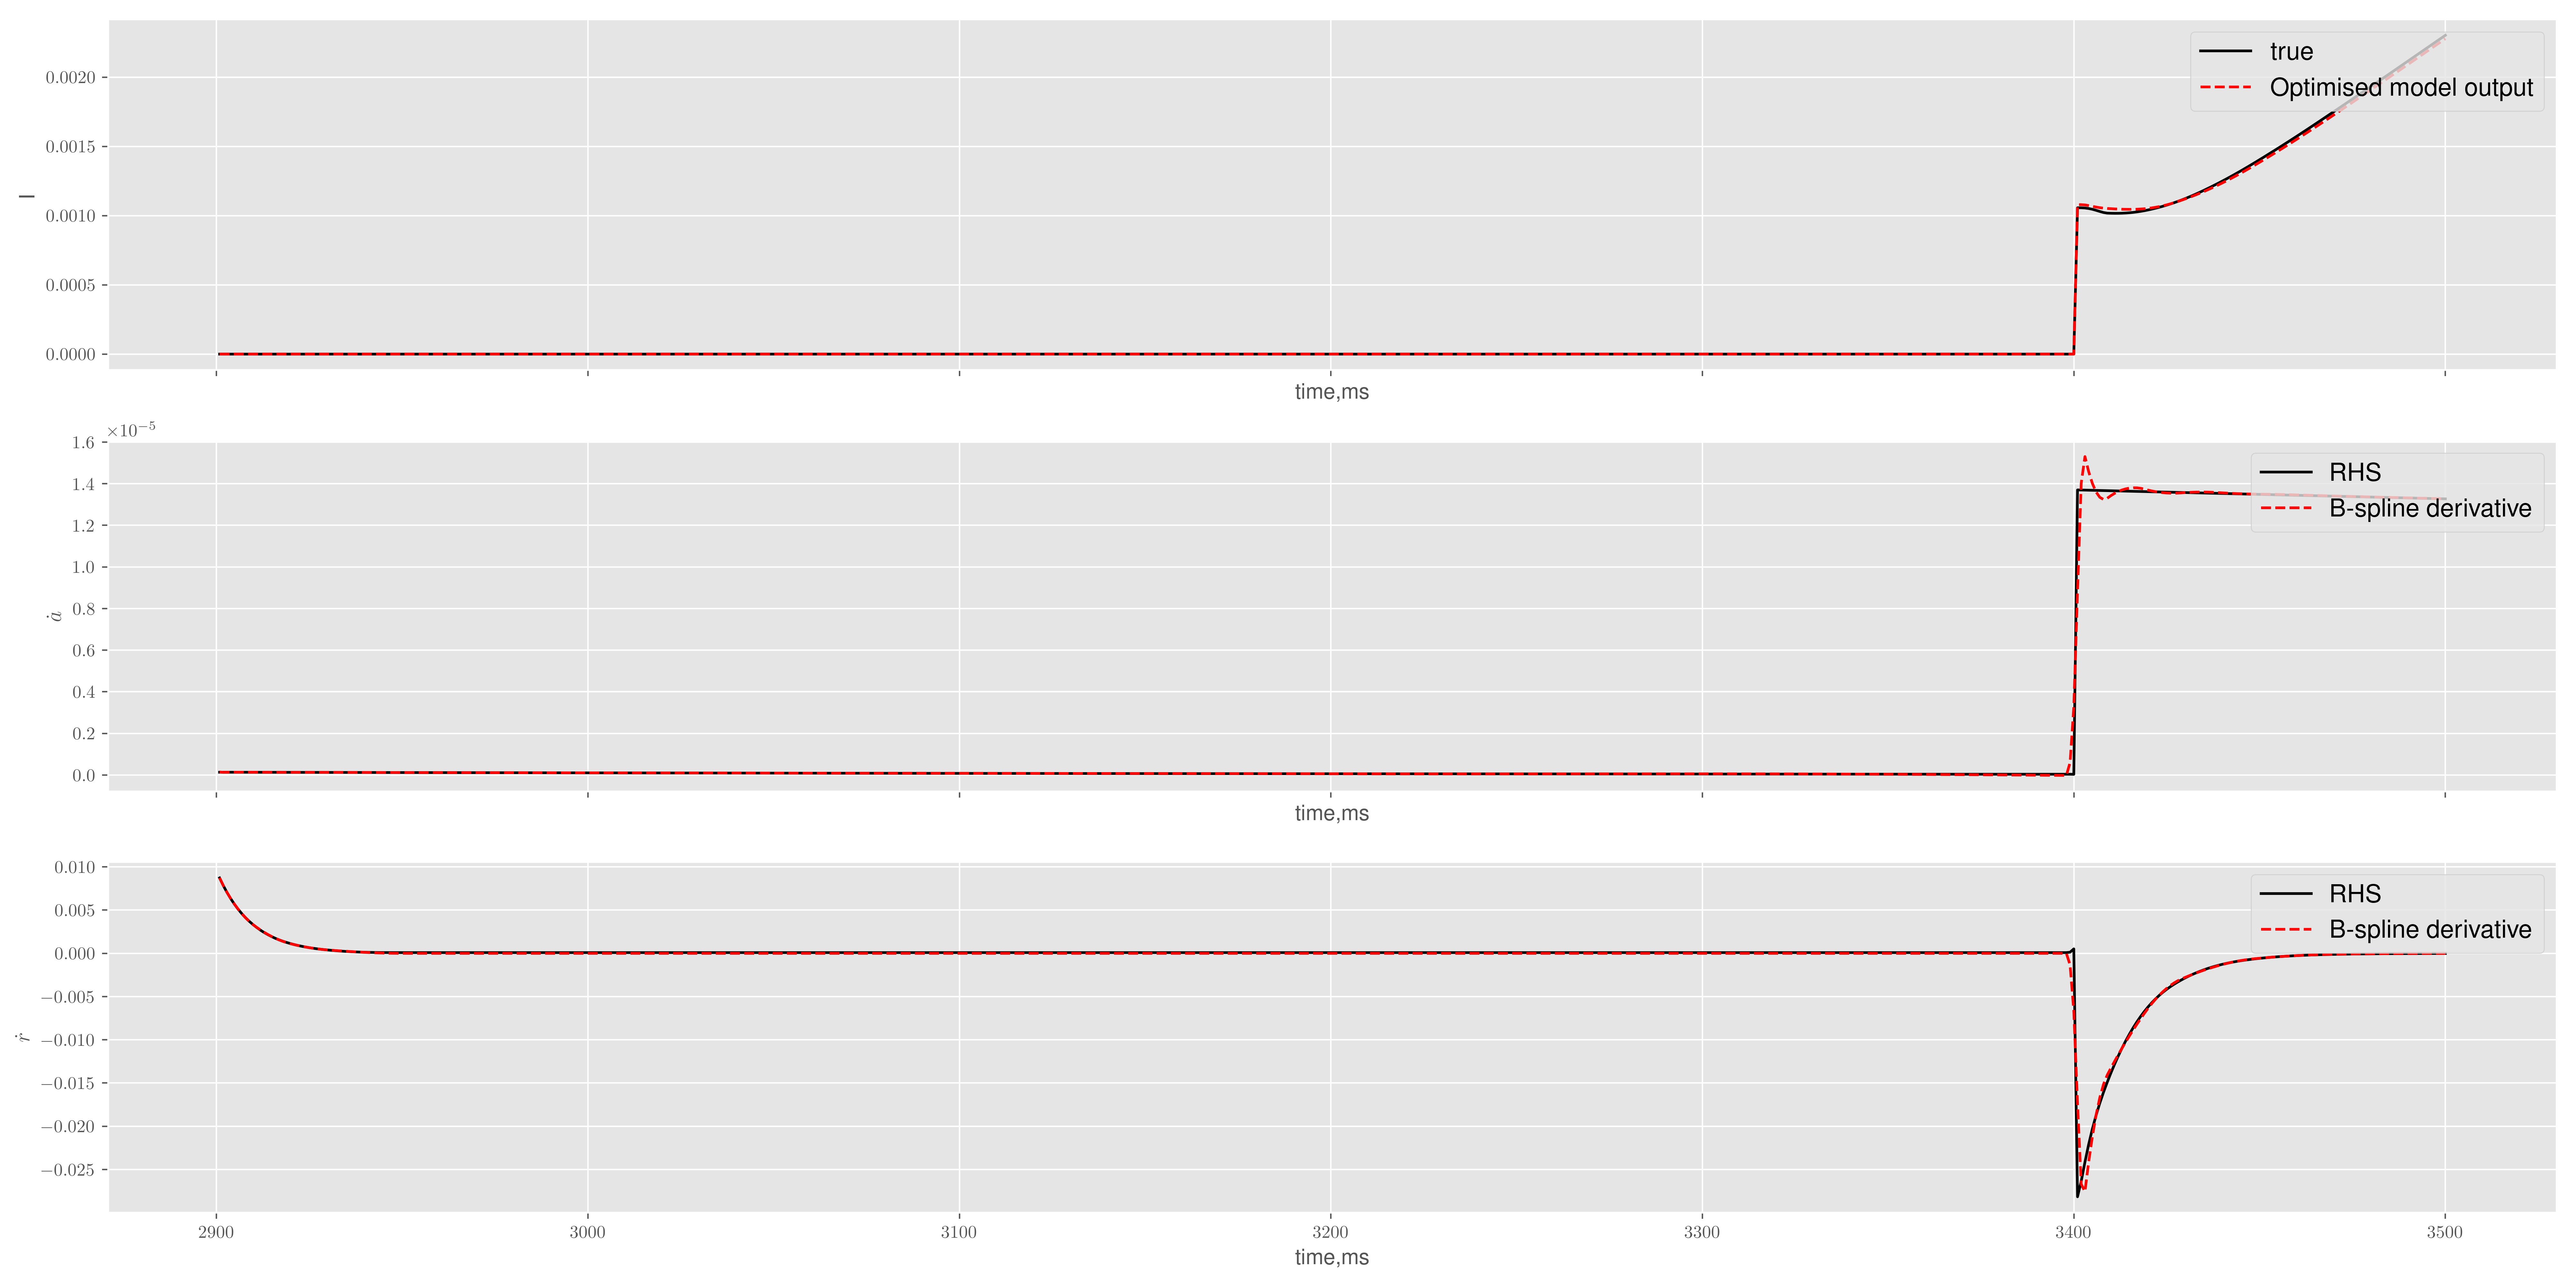 true
Optimised model output
0.0020
0.0015
0.0010
0.0005
0.0000
I
time,ms
×10⁻⁵
1.6
1.4
1.2
1.0
0.8
0.6
0.4
0.2
0.0
ȧ
RHS
B-spline derivative
time,ms
0.010
0.005
0.000
−0.005
−0.010
−0.015
−0.020
−0.025
ṙ
RHS
B-spline derivative
2900 3000 3100 3200 3300 3400 3500
time,ms